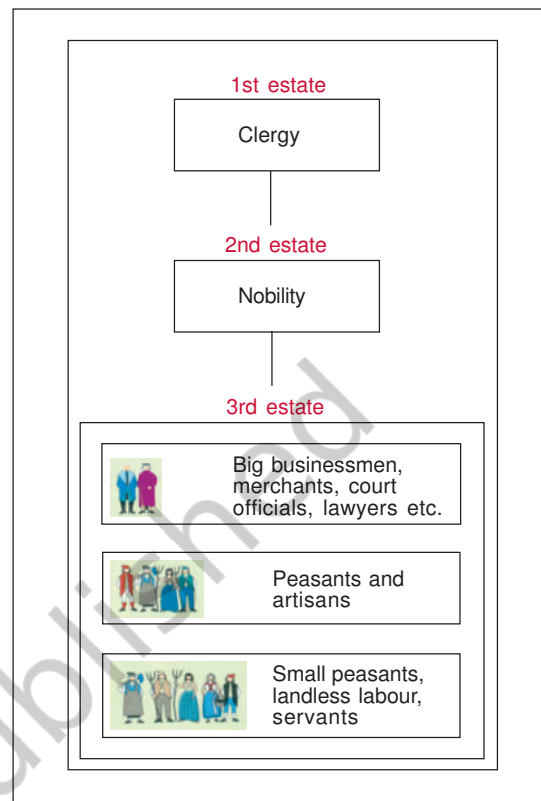 1st estate
Clergy
2nd estate
Nobility
3rd estate
Big businessmen,
merchants, court
officials, lawyers etc.
Peasants and
artisans
Small peasants,
landless labour,
servants